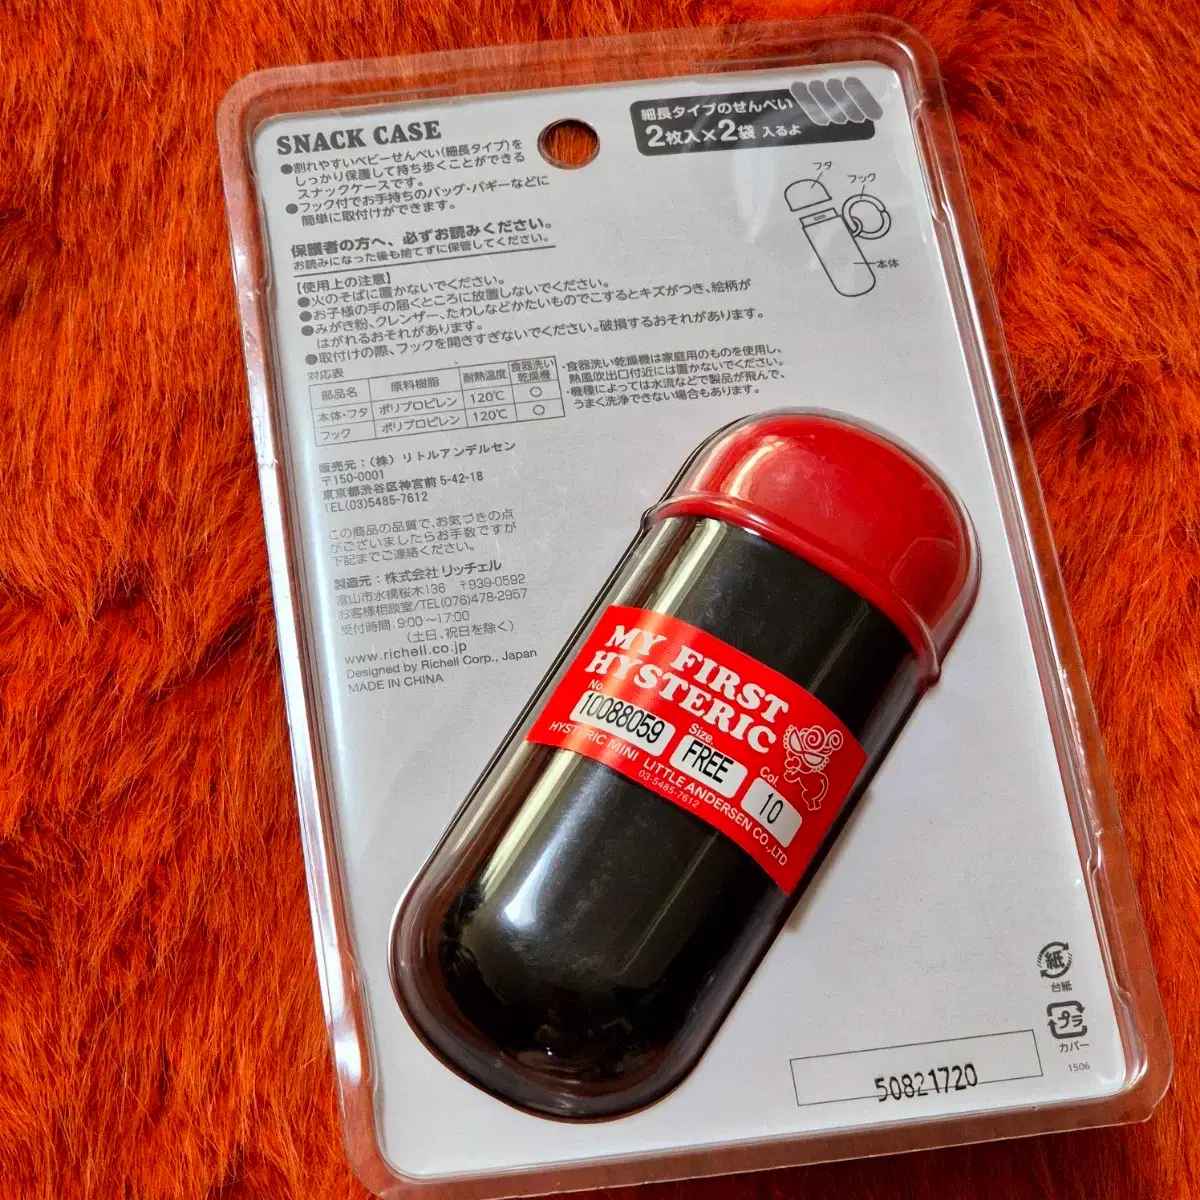 SNACK CASE
●割れやすいベビーせんべい(細長タイプ)を
しっかり保護して持ち歩くことができる
スナックケースです。
●フック付でお手持ちのバッグ・バギーなどに
簡単に取付けができます。
細長タイプのせんべい
2枚入×2袋 入るよ
フタ
フック
本体
保護者の方へ、必ずお読みください。
お読みになった後も捨てずに保管してください。
【使用上の注意】
●火のそばに置かないでください。
●お子様の手の届くところに放置しないでください。
●みがき粉、クレンザー、たわしなどかたいものでこするとキズがつき、絵柄が
はがれるおそれがあります。
●取付けの際、フックを開きすぎないでください。破損するおそれがあります。
対応表
部品名 原料樹脂 耐熱温度 食器洗い乾燥機
本体・フタ ポリプロピレン 120℃ ○
フック ポリプロピレン 120℃ ○
・食器洗い乾燥機は家庭用のものを使用し、
熱風吹出口付近には置かないでください。
・機種によっては水流などで製品が飛んで、
うまく洗浄できない場合もあります。
販売元：(株) リトルアンデルセン
〒150-0001
東京都渋谷区神宮前 5-42-18
TEL(03)5485-7612
この商品の品質で、お気づきの点
がございましたらお手数ですが
下記までご連絡ください。
製造元：株式会社 リッチェル
富山市水橋桜木136 〒939-0592
お客様相談室/TEL(076)478-2957
受付時間 9:00～17:00
(土日、祝日を除く)
www.richell.co.jp
Designed by Richell Corp., Japan
MADE IN CHINA
MY FIRST
HYSTERIC
No. 10088059
Size. FREE
Col. 10
HYSTERIC MINI LITTLE ANDERSEN CO.,LTD
03-5485-7612
紙
台紙
プラ
カバー
1506
50821720